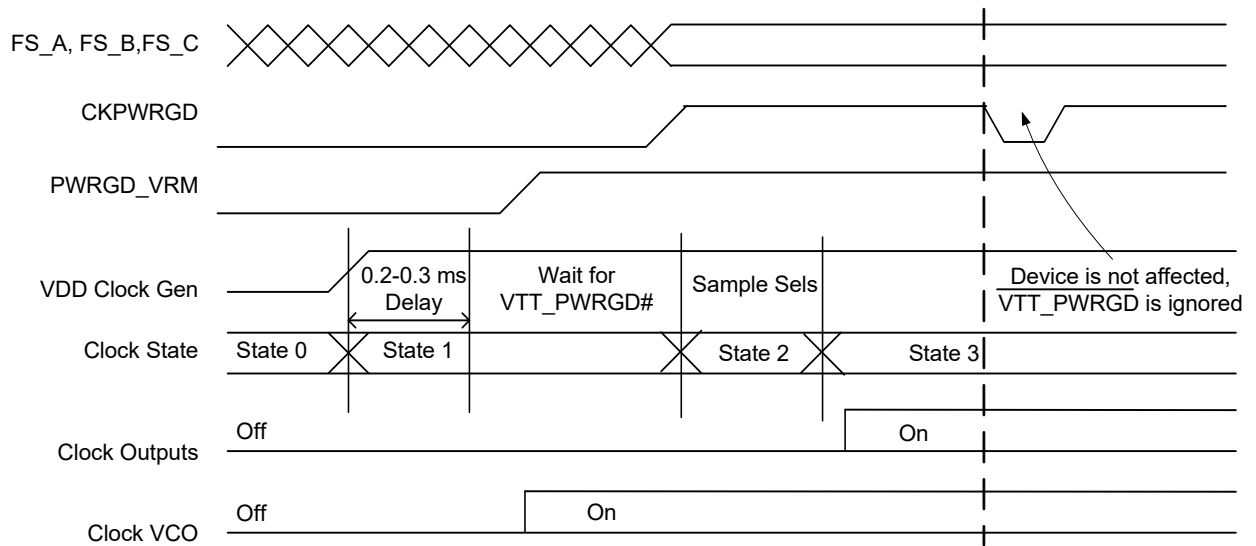 FS_A, FS_B,FS_C
CKPWRGD
PWRGD_VRM
VDD Clock Gen
0.2-0.3 ms
Delay
Wait for
VTT_PWRGD#
Sample Sels
Device is not affected,
VTT_PWRGD is ignored
Clock State
State 0
State 1
State 2
State 3
Clock Outputs
Off
On
Clock VCO
Off
On